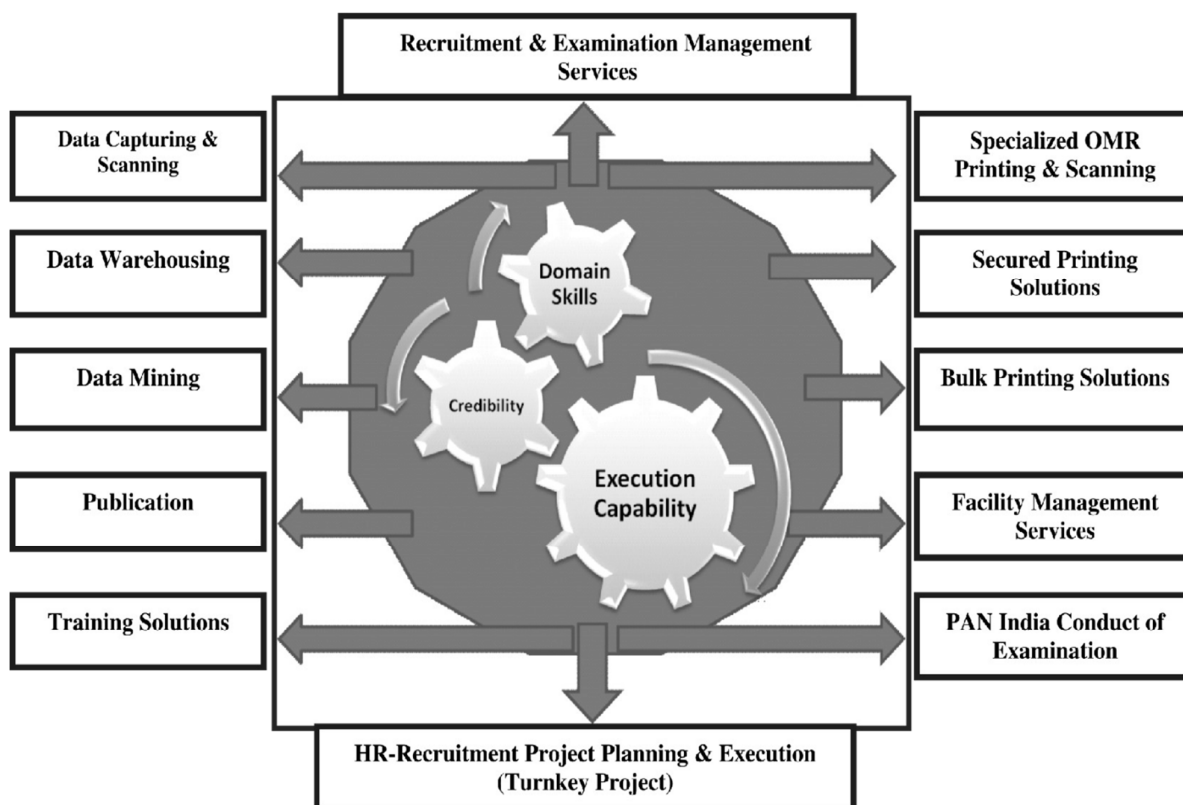 Recruitment & Examination Management
Services
Data Capturing &
Scanning
Specialized OMR
Printing & Scanning
Data Warehousing
Secured Printing
Solutions
Domain
Skills
Data Mining
Bulk Printing Solutions
Credibility
Execution
Capability
Publication
Facility Management
Services
Training Solutions
PAN India Conduct of
Examination
HR-Recruitment Project Planning & Execution
(Turnkey Project)